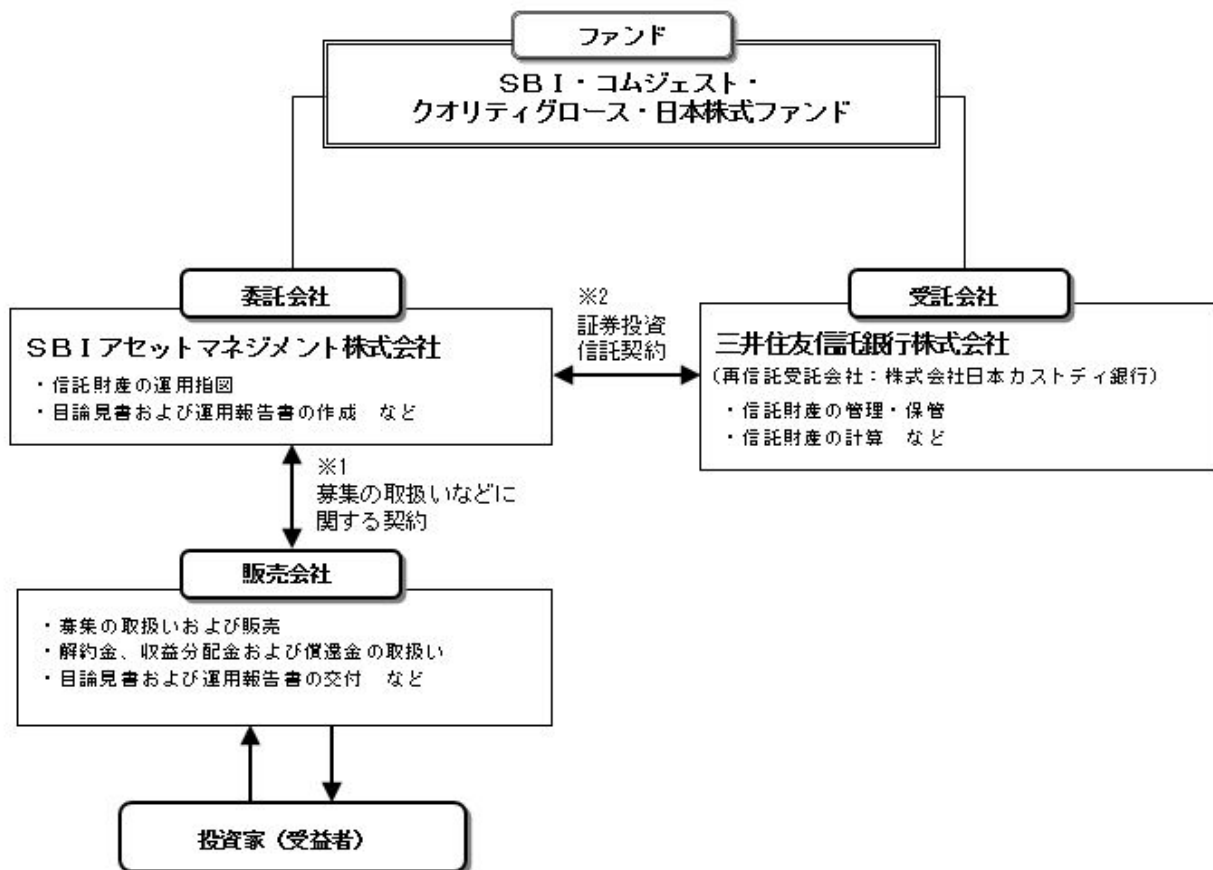 ファンド
SBI・コムジェスト・
クオリティグロース・日本株式ファンド
委託会社
SBIアセットマネジメント株式会社
・信託財産の運用指図
・目論見書および運用報告書の作成 など
※2
証券投資
信託契約
受託会社
三井住友信託銀行株式会社
(再信託受託会社:株式会社日本カストディ銀行)
・信託財産の管理・保管
・信託財産の計算 など
※1
募集の取扱いなどに
関する契約
販売会社
・募集の取扱いおよび販売
・解約金、収益分配金および償還金の取扱い
・目論見書および運用報告書の交付 など
投資家(受益者)